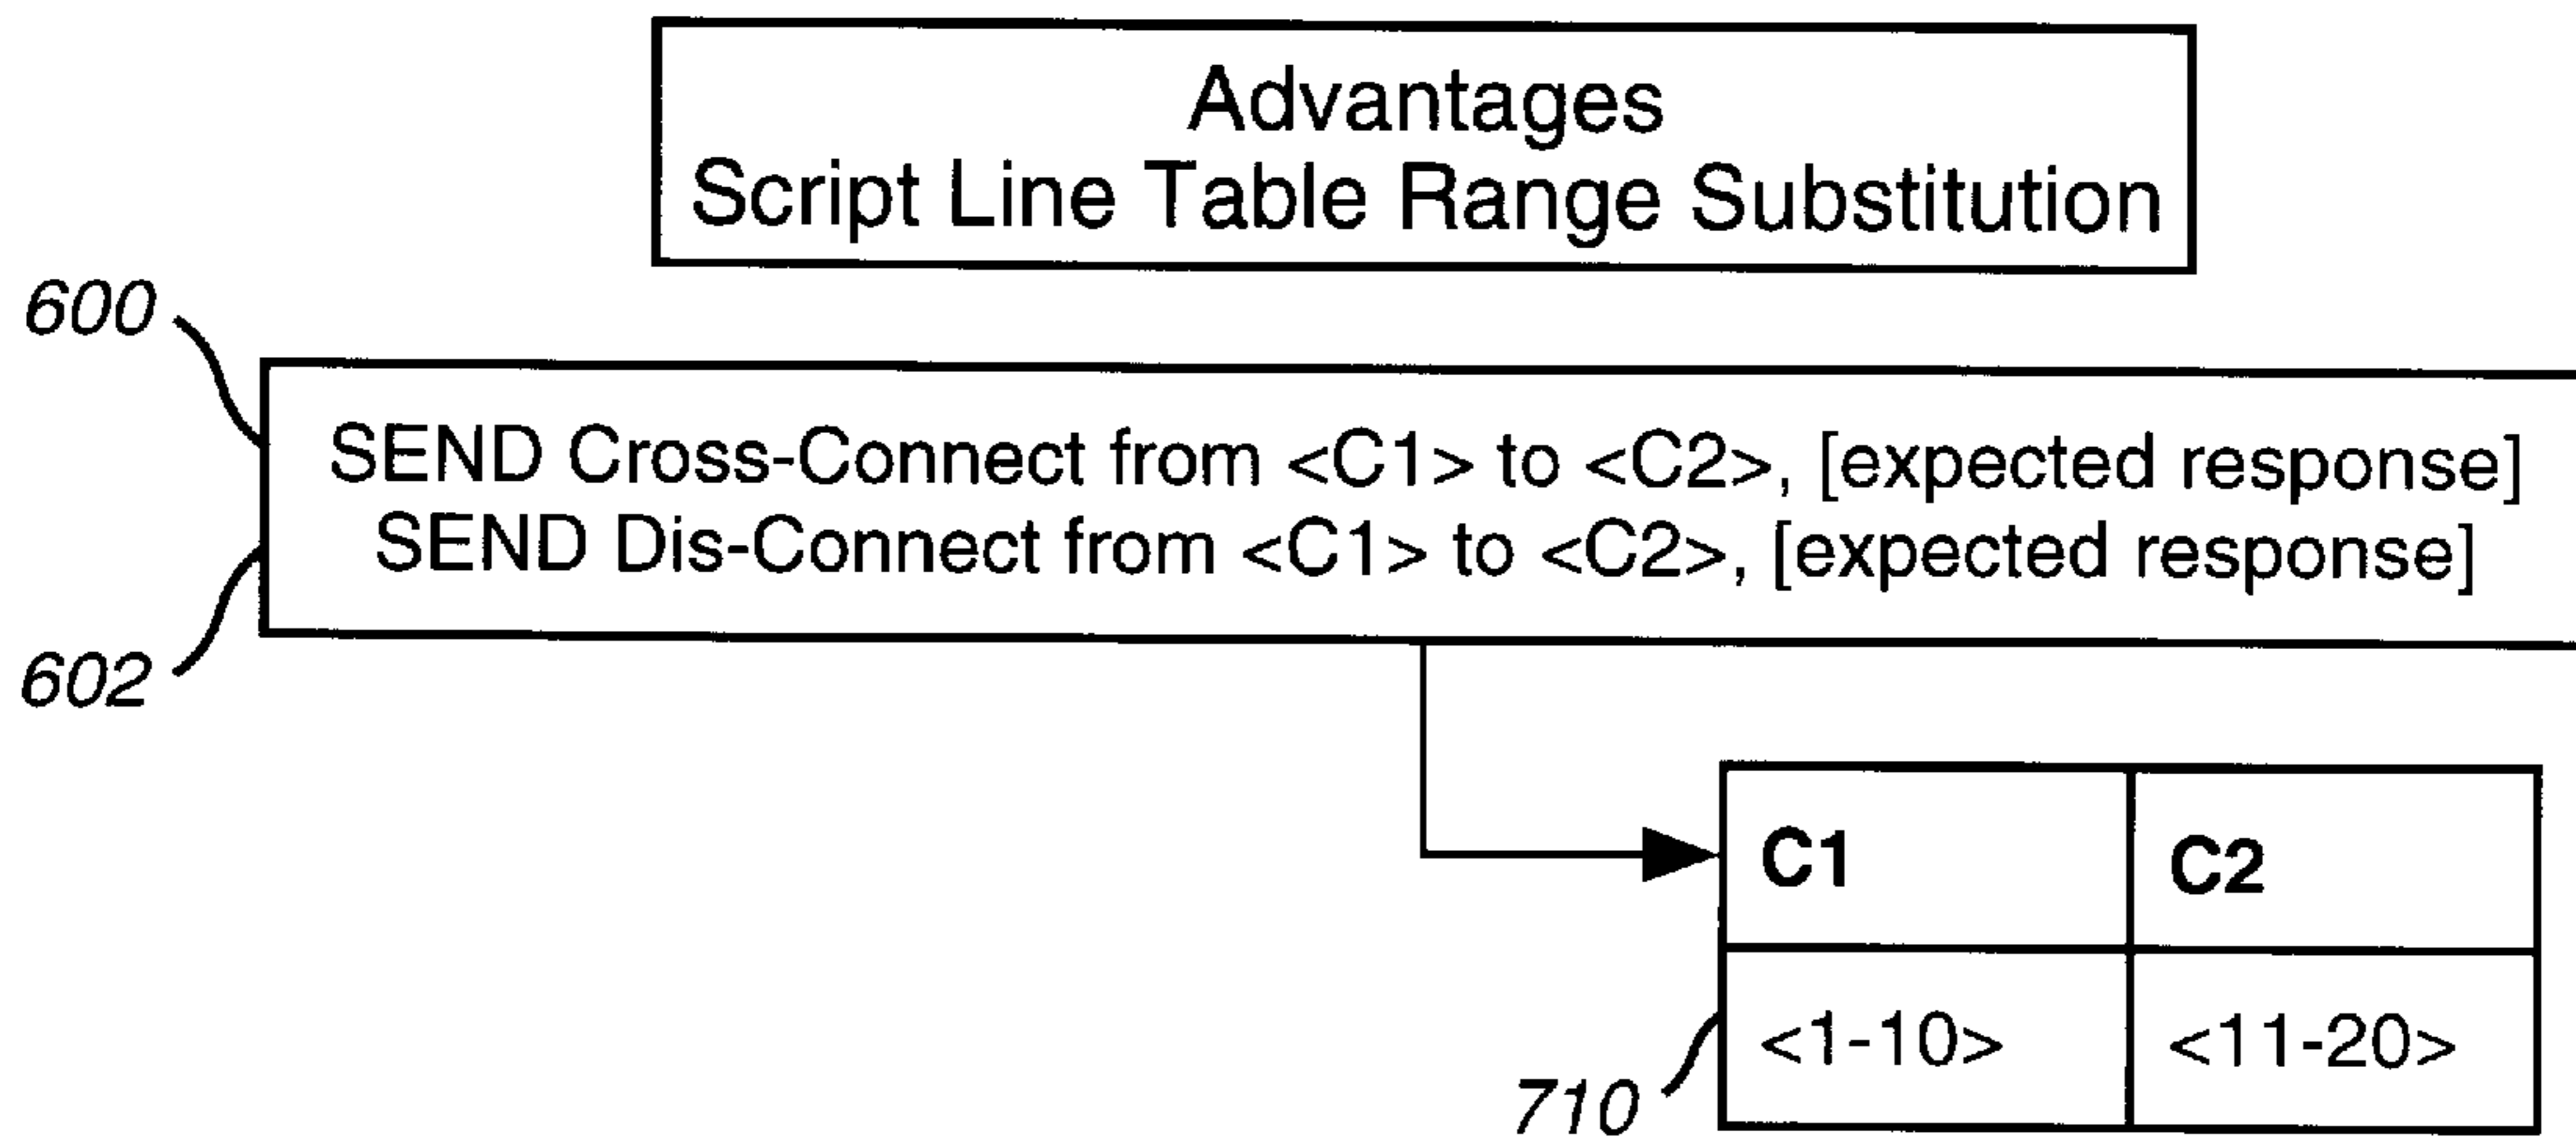 Advantages
Script Line Table Range Substitution
600
SEND Cross-Connect from <C1> to <C2>, [expected response]
SEND Dis-Connect from <C1> to <C2>, [expected response]
602
C1 C2
<1-10> <11-20>
710